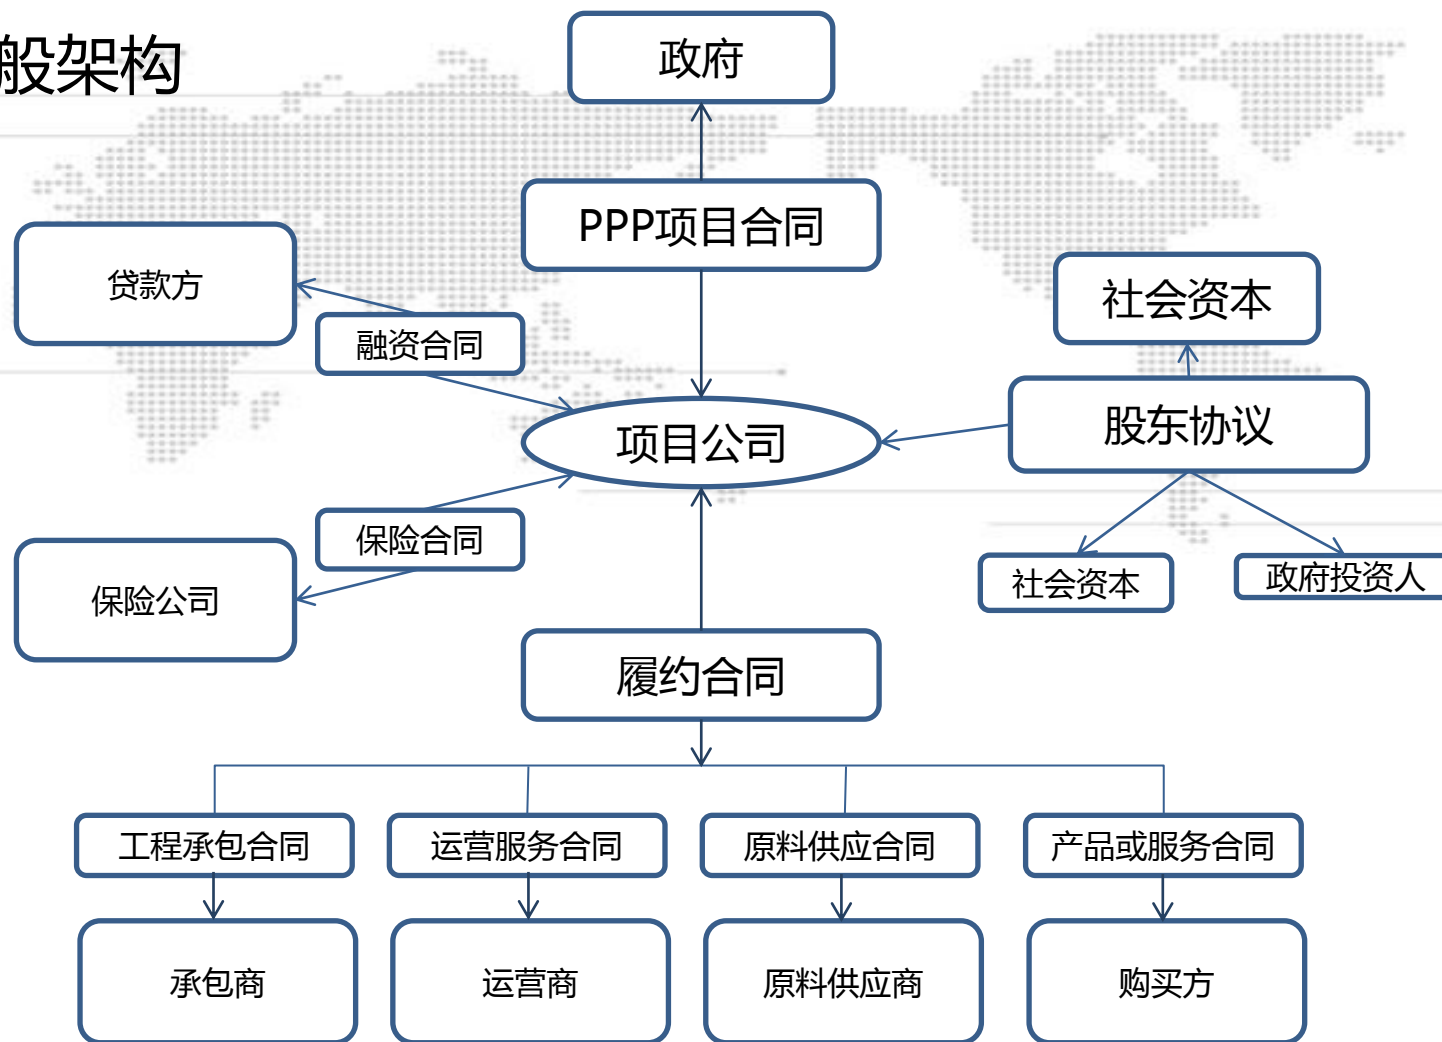 般架构
政府
PPP项目合同
贷款方
社会资本
融资合同
股东协议
项目公司
保险合同
保险公司
社会资本
政府投资人
履约合同
工程承包合同
运营服务合同
原料供应合同
产品或服务合同
承包商
运营商
原料供应商
购买方